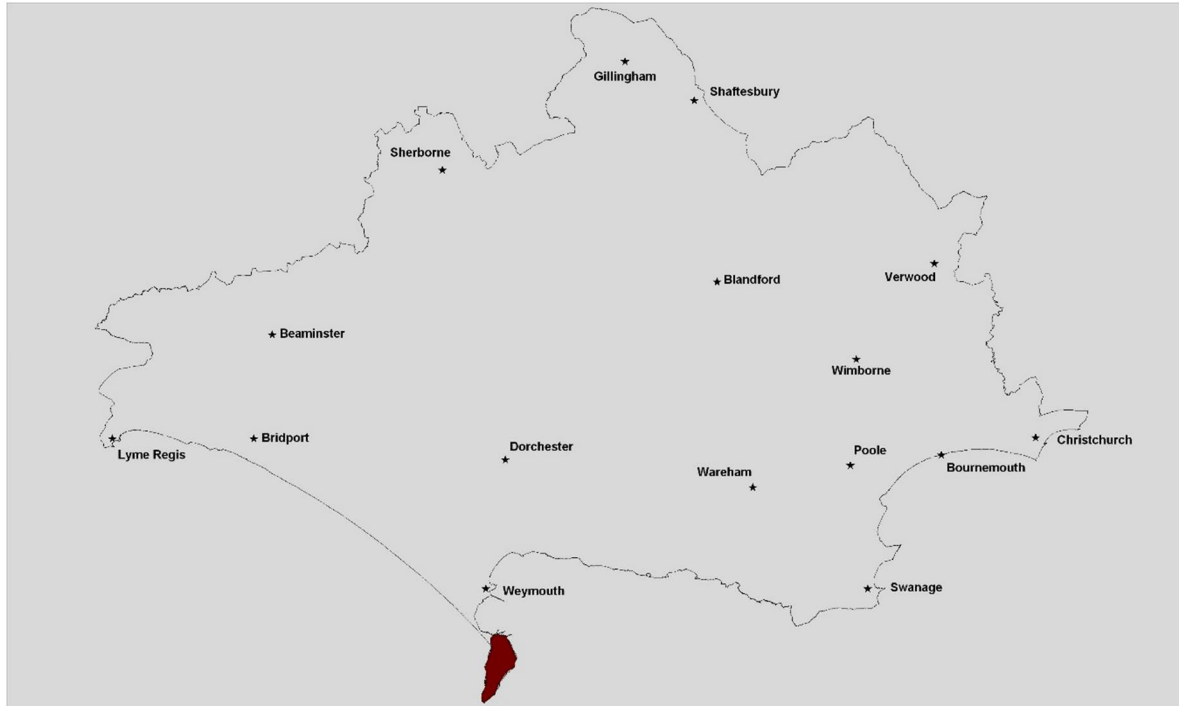 Gillingham
Shaftesbury
Sherborne
Blandford
Verwood
Beaminster
Wimborne
Lyme Regis
Bridport
Dorchester
Wareham
Poole
Bournemouth
Christchurch
Weymouth
Swanage